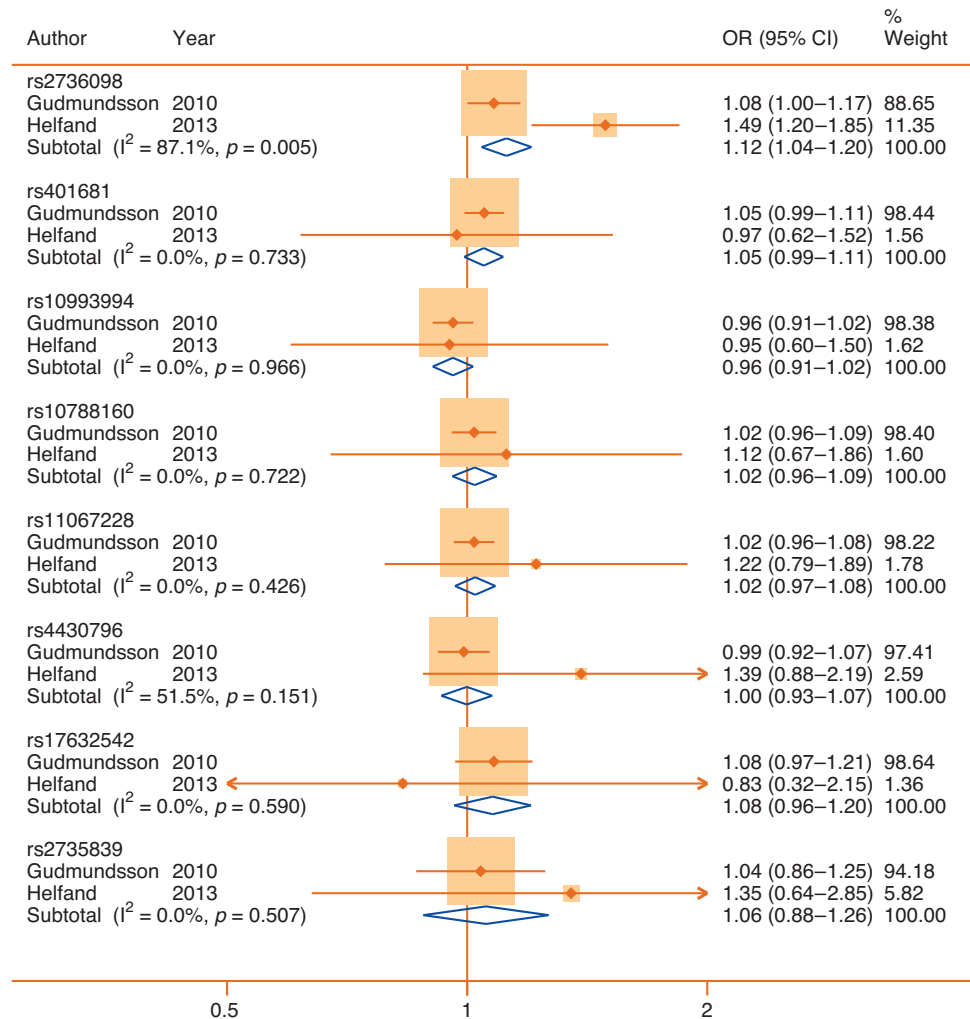 Author Year OR (95% CI) % Weight
rs2736098
Gudmundsson 2010 1.08 (1.00–1.17) 88.65
Helfand 2013 1.49 (1.20–1.85) 11.35
Subtotal (I² = 87.1%, p = 0.005) 1.12 (1.04–1.20) 100.00
rs401681
Gudmundsson 2010 1.05 (0.99–1.11) 98.44
Helfand 2013 0.97 (0.62–1.52) 1.56
Subtotal (I² = 0.0%, p = 0.733) 1.05 (0.99–1.11) 100.00
rs10993994
Gudmundsson 2010 0.96 (0.91–1.02) 98.38
Helfand 2013 0.95 (0.60–1.50) 1.62
Subtotal (I² = 0.0%, p = 0.966) 0.96 (0.91–1.02) 100.00
rs10788160
Gudmundsson 2010 1.02 (0.96–1.09) 98.40
Helfand 2013 1.12 (0.67–1.86) 1.60
Subtotal (I² = 0.0%, p = 0.722) 1.02 (0.96–1.09) 100.00
rs11067228
Gudmundsson 2010 1.02 (0.96–1.08) 98.22
Helfand 2013 1.22 (0.79–1.89) 1.78
Subtotal (I² = 0.0%, p = 0.426) 1.02 (0.97–1.08) 100.00
rs4430796
Gudmundsson 2010 0.99 (0.92–1.07) 97.41
Helfand 2013 1.39 (0.88–2.19) 2.59
Subtotal (I² = 51.5%, p = 0.151) 1.00 (0.93–1.07) 100.00
rs17632542
Gudmundsson 2010 1.08 (0.97–1.21) 98.64
Helfand 2013 0.83 (0.32–2.15) 1.36
Subtotal (I² = 0.0%, p = 0.590) 1.08 (0.96–1.20) 100.00
rs2735839
Gudmundsson 2010 1.04 (0.86–1.25) 94.18
Helfand 2013 1.35 (0.64–2.85) 5.82
Subtotal (I² = 0.0%, p = 0.507) 1.06 (0.88–1.26) 100.00
0.5 1 2